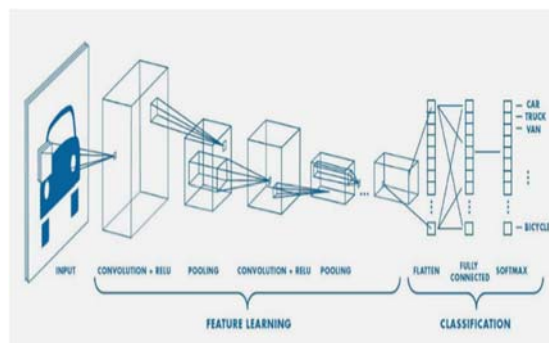 CAR
TRUCK
VAN
BICYCLE
INPUT CONVOLUTION + RELU POOLING CONVOLUTION + RELU POOLING FLATTEN FULLY CONNECTED SOFTMAX
FEATURE LEARNING CLASSIFICATION